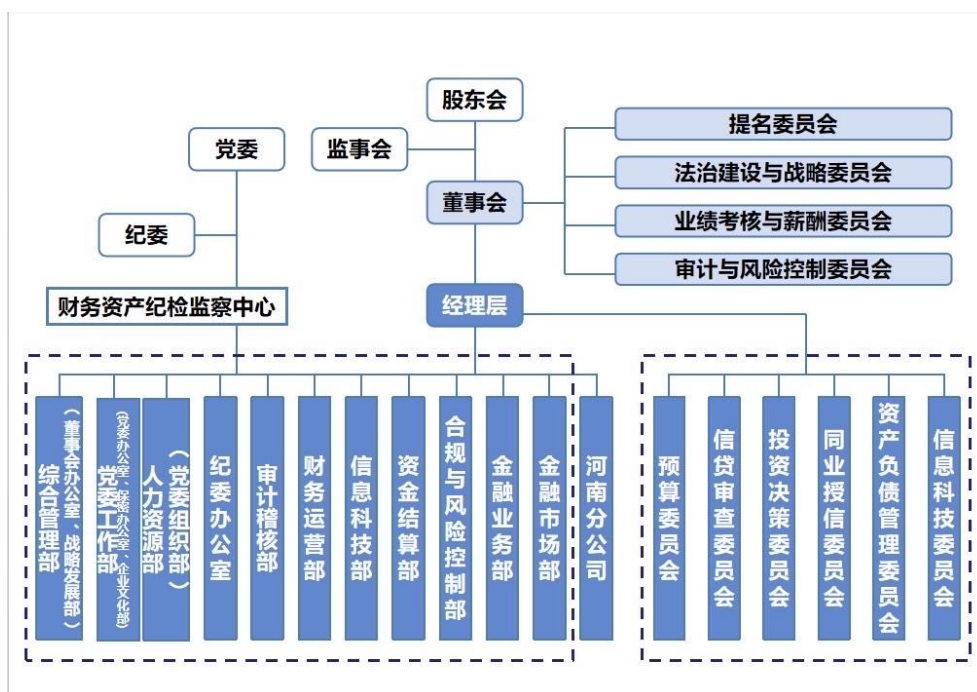 股东会
党委
监事会
提名委员会
法治建设与战略委员会
董事会
业绩考核与薪酬委员会
纪委
审计与风险控制委员会
财务资产纪检监察中心
经理层
综合管理部
（董事会办公室、战略发展部）
党委工作部
(党委办公室、保密办公室、企业文化部)
人力资源部
（党委组织部）
纪委办公室
审计稽核部
财务运营部
信息科技部
资金结算部
合规与风险控制部
金融业务部
金融市场部
河南分公司
预算委员会
信贷审查委员会
投资决策委员会
同业授信委员会
资产负债管理委员会
信息科技委员会